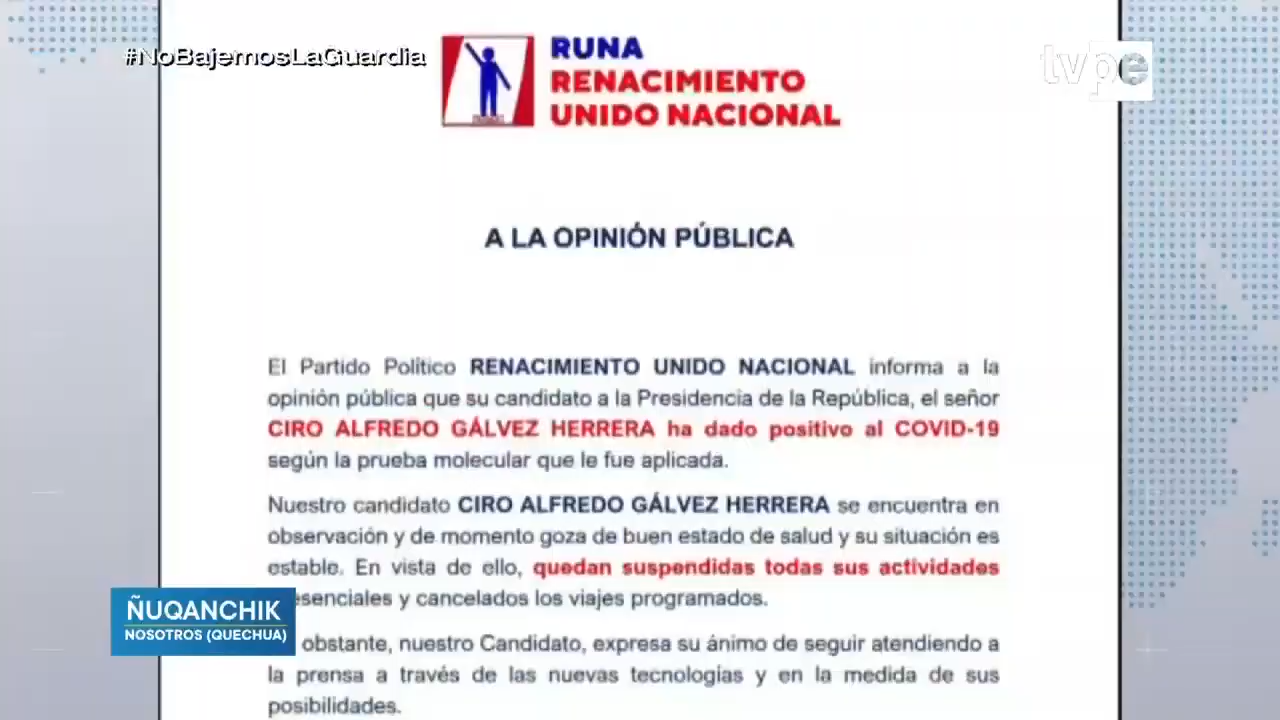 #NoBajemosLaGuardia
tvpe
RUNA
RENACIMIENTO
UNIDO NACIONAL
A LA OPINIÓN PÚBLICA
El Partido Político RENACIMIENTO UNIDO NACIONAL informa a la
opinión pública que su candidato a la Presidencia de la República, el señor
CIRO ALFREDO GÁLVEZ HERRERA ha dado positivo al COVID-19
según la prueba molecular que le fue aplicada.
Nuestro candidato CIRO ALFREDO GÁLVEZ HERRERA se encuentra en
observación y de momento goza de buen estado de salud y su situación es
estable. En vista de ello, quedan suspendidas todas sus actividades
esenciales y cancelados los viajes programados.
obstante, nuestro Candidato, expresa su ánimo de seguir atendiendo a
la prensa a través de las nuevas tecnologías y en la medida de sus
posibilidades.
ÑUQANCHIK
NOSOTROS (QUECHUA)